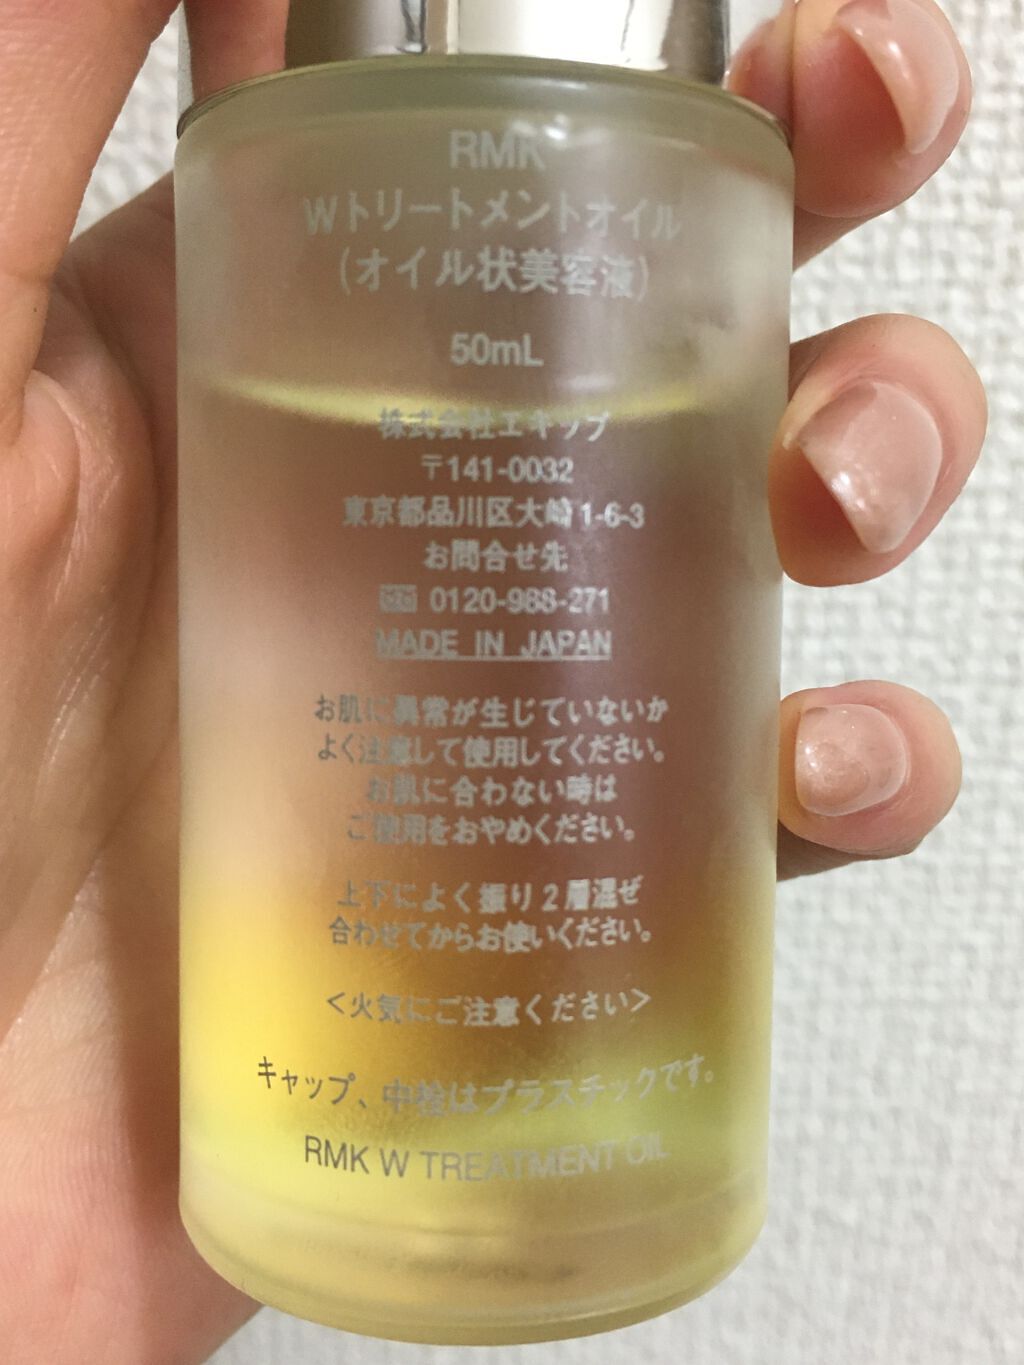 RMK
Wトリートメントオイル
(オイル状美容液)
50mL
株式会社エキップ
〒141-0032
東京都品川区大崎1-6-3
お問合せ先
0120-988-271
MADE IN JAPAN
お肌に異常が生じていないか
よく注意して使用してください。
お肌に合わない時は
ご使用をおやめください。
上下によく振り2層混ぜ
合わせてからお使いください。
＜火気にご注意ください＞
キャップ、中栓はプラスチックです。
RMK W TREATMENT OIL